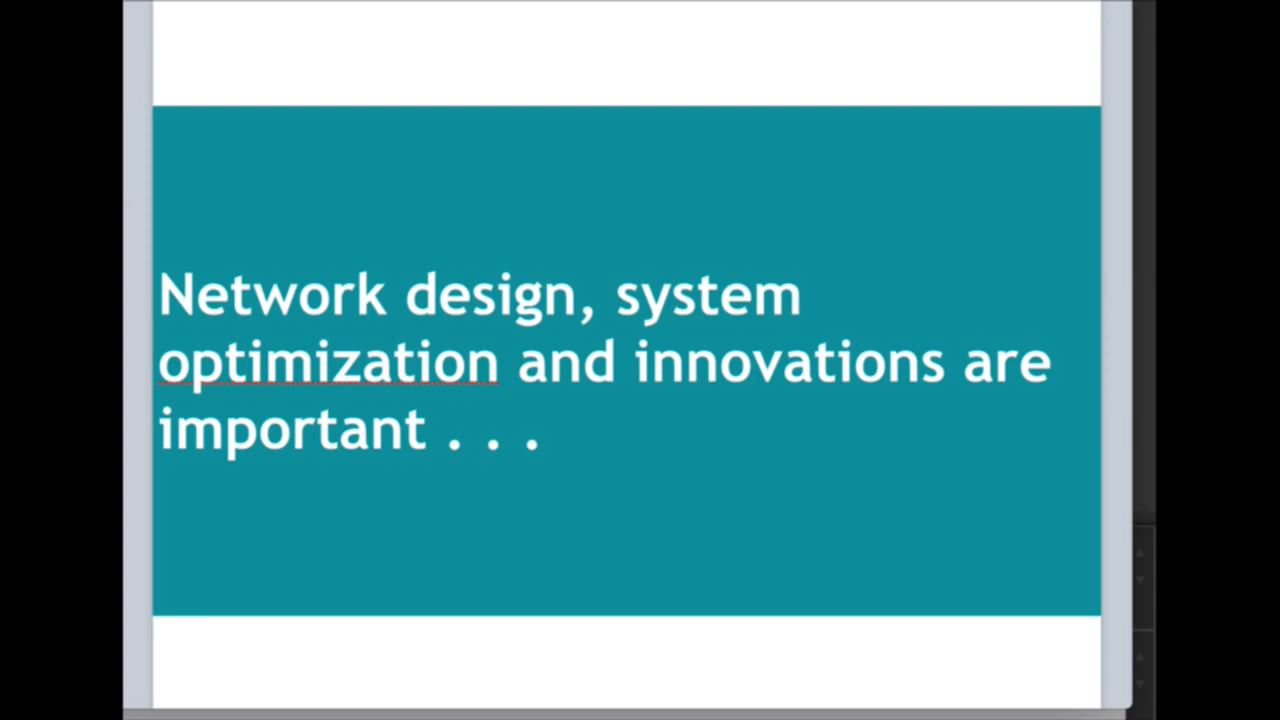 Network design, system
optimization and innovations are
important . . .